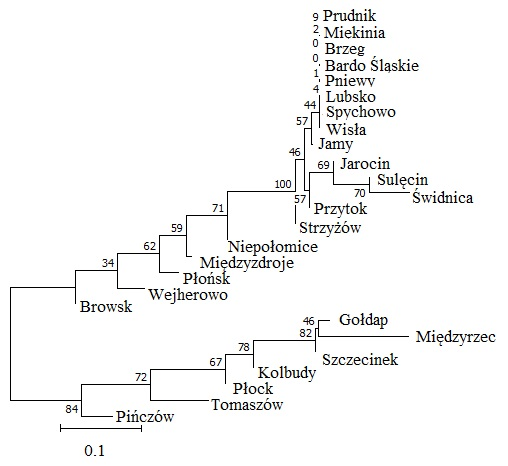 9 Prudnik
2 Miekinia
0 Brzeg
0 Bardo Śląskie
1 Pniewy
4 Lubsko
44 Spychowo
Wisła
57 Jamy
46
69 Jarocin
100 Sulęcin
70 Świdnica
57 Przytok
71 Strzyżów
59 Niepołomice
62 Międzyzdroje
34 Płońsk
Wejherowo
Browsk
46 Gołdap
82 Międzyrzec
78 Szczecinek
67 Kolbudy
72 Płock
Tomaszów
84 Pińczów
0.1